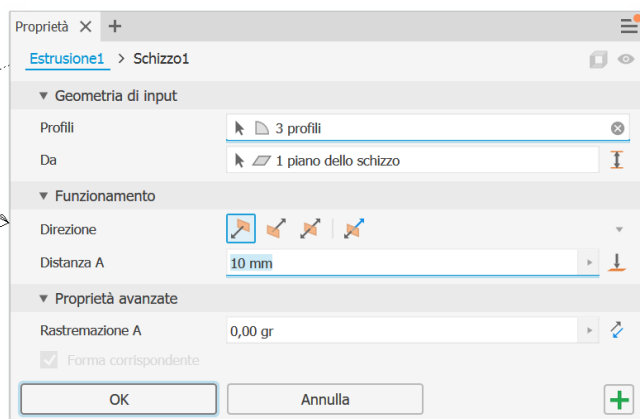 Proprietà
Estrusione1 > Schizzo1
Geometria di input
Profili 3 profili
Da 1 piano dello schizzo
Funzionamento
Direzione
Distanza A 10 mm
Proprietà avanzate
Rastremazione A 0,00 gr
Forma corrispondente
OK Annulla